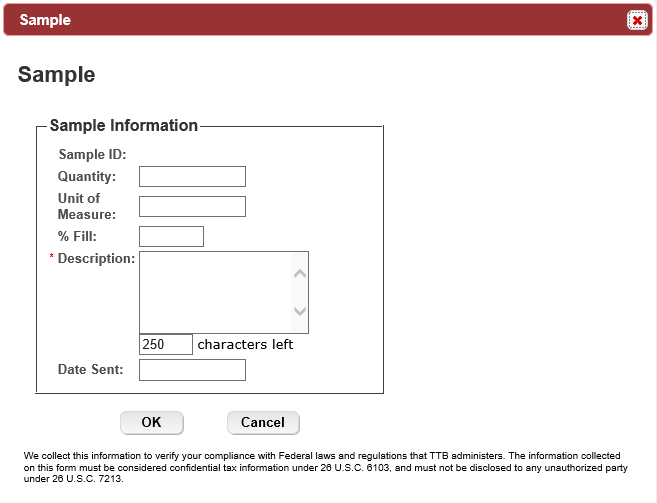 Sample
Sample
Sample Information
Sample ID:
Quantity:
Unit of
Measure:
% Fill:
* Description:
250 characters left
Date Sent:
OK Cancel
We collect this information to verify your compliance with Federal laws and regulations that TTB administers. The information collected
on this form must be considered confidential tax information under 26 U.S.C. 6103, and must not be disclosed to any unauthorized party
under 26 U.S.C. 7213.